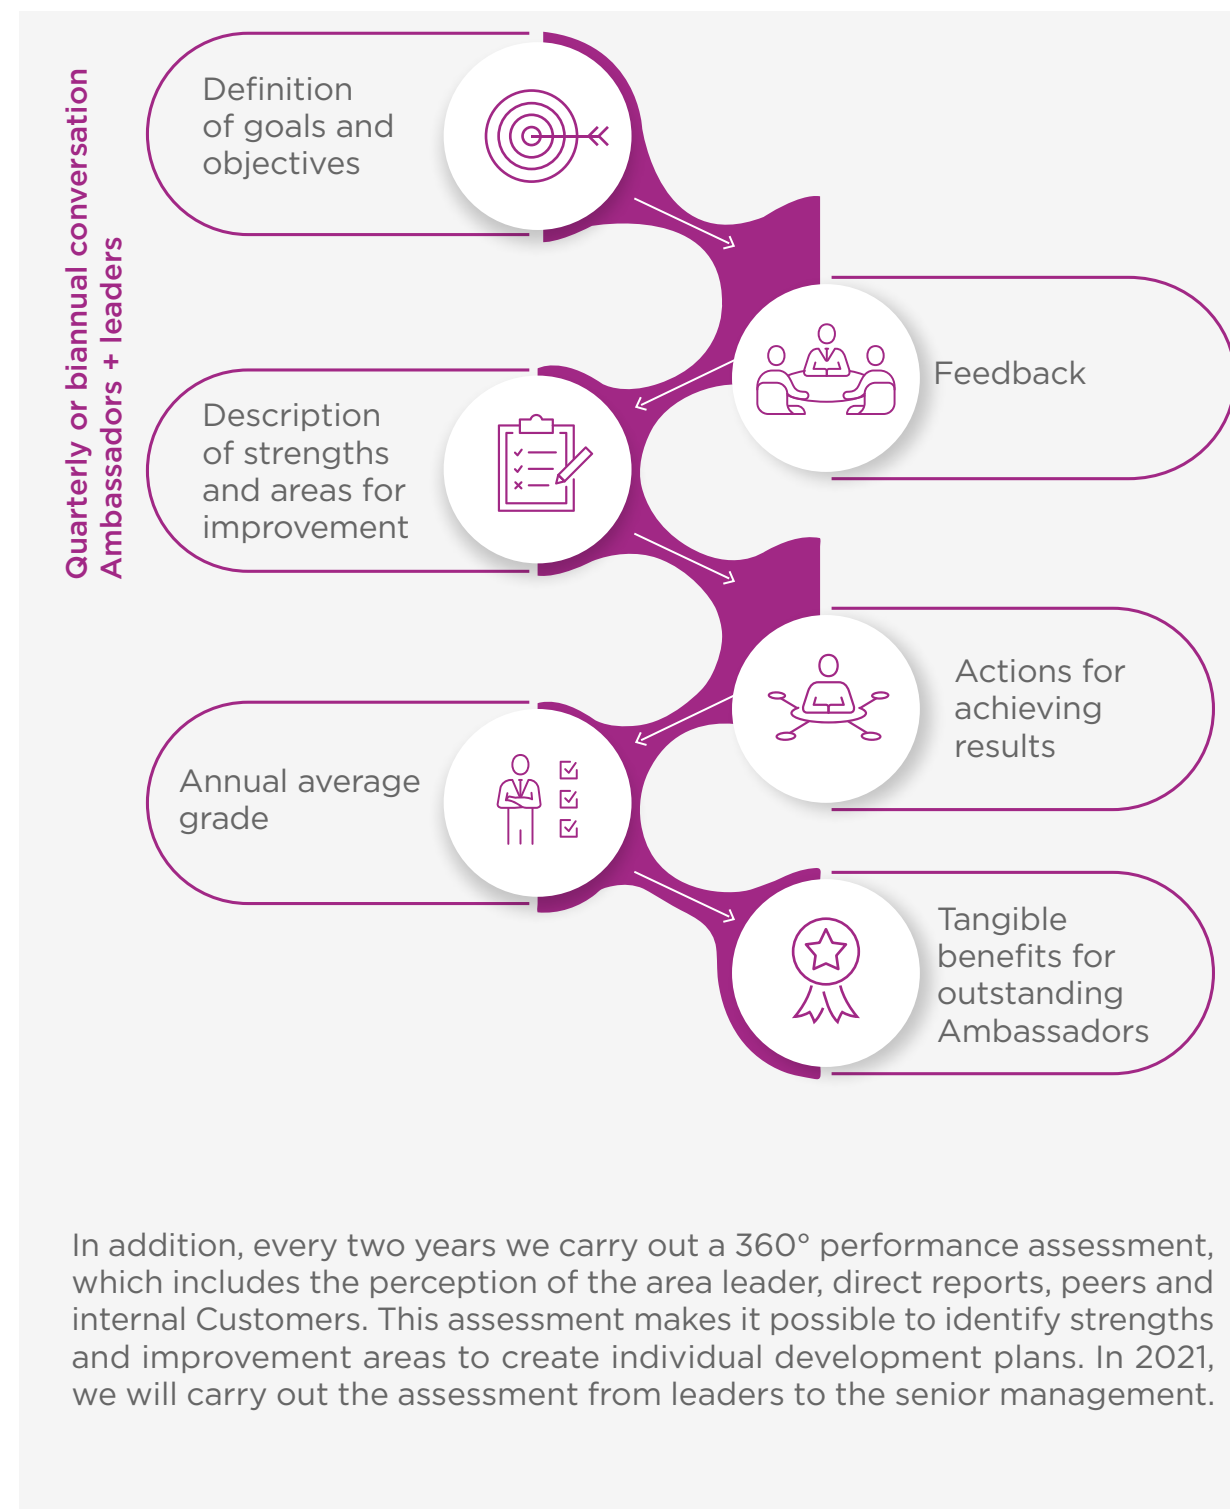 Quarterly or biannual conversation
Ambassadors + leaders
Definition
of goals and
objectives
Feedback
Description
of strengths
and areas for
improvement
Actions for
achieving
results
Annual average
grade
Tangible
benefits for
outstanding
Ambassadors
In addition, every two years we carry out a 360° performance assessment,
which includes the perception of the area leader, direct reports, peers and
internal Customers. This assessment makes it possible to identify strengths
and improvement areas to create individual development plans. In 2021,
we will carry out the assessment from leaders to the senior management.